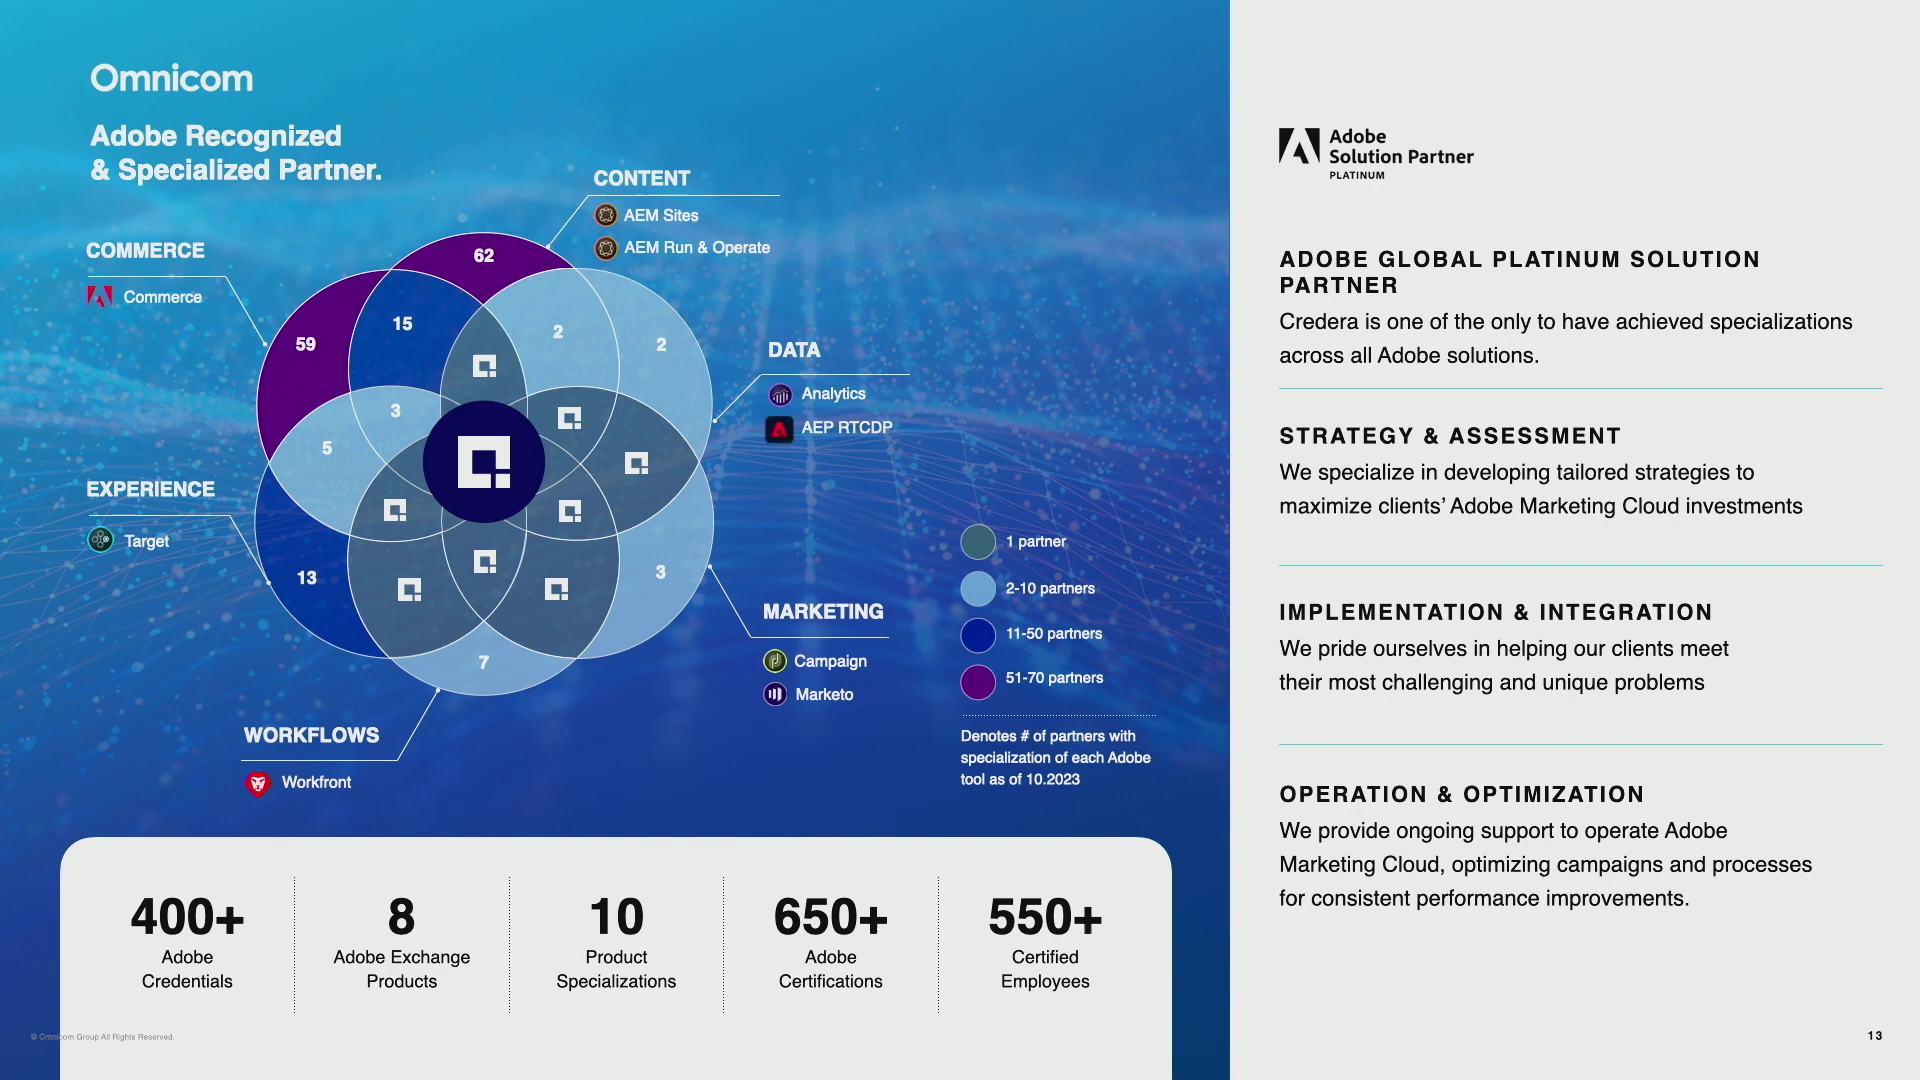 Omnicom
Adobe Recognized
& Specialized Partner.
CONTENT
AEM Sites
AEM Run & Operate
COMMERCE
Commerce
62
59
15
2
2
DATA
Analytics
AEP RTCDP
3
5
EXPERIENCE
Target
13
3
7
MARKETING
Campaign
Marketo
WORKFLOWS
Workfront
1 partner
2-10 partners
11-50 partners
51-70 partners
Denotes # of partners with
specialization of each Adobe
tool as of 10.2023
400+
Adobe
Credentials
8
Adobe Exchange
Products
10
Product
Specializations
650+
Adobe
Certifications
550+
Certified
Employees
© Omnicom Group All Rights Reserved.
Adobe
Solution Partner
PLATINUM
ADOBE GLOBAL PLATINUM SOLUTION
PARTNER
Credera is one of the only to have achieved specializations
across all Adobe solutions.
STRATEGY & ASSESSMENT
We specialize in developing tailored strategies to
maximize clients’ Adobe Marketing Cloud investments
IMPLEMENTATION & INTEGRATION
We pride ourselves in helping our clients meet
their most challenging and unique problems
OPERATION & OPTIMIZATION
We provide ongoing support to operate Adobe
Marketing Cloud, optimizing campaigns and processes
for consistent performance improvements.
13